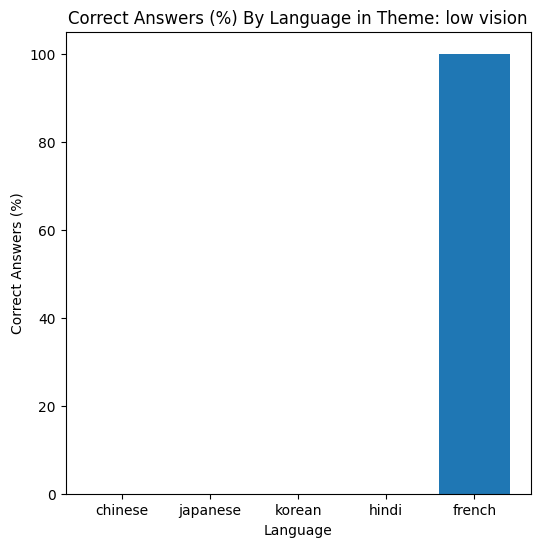 Correct Answers (%) By Language in Theme: low vision
100
80
60
40
20
0
Correct Answers (%)
chinese japanese korean hindi french
Language